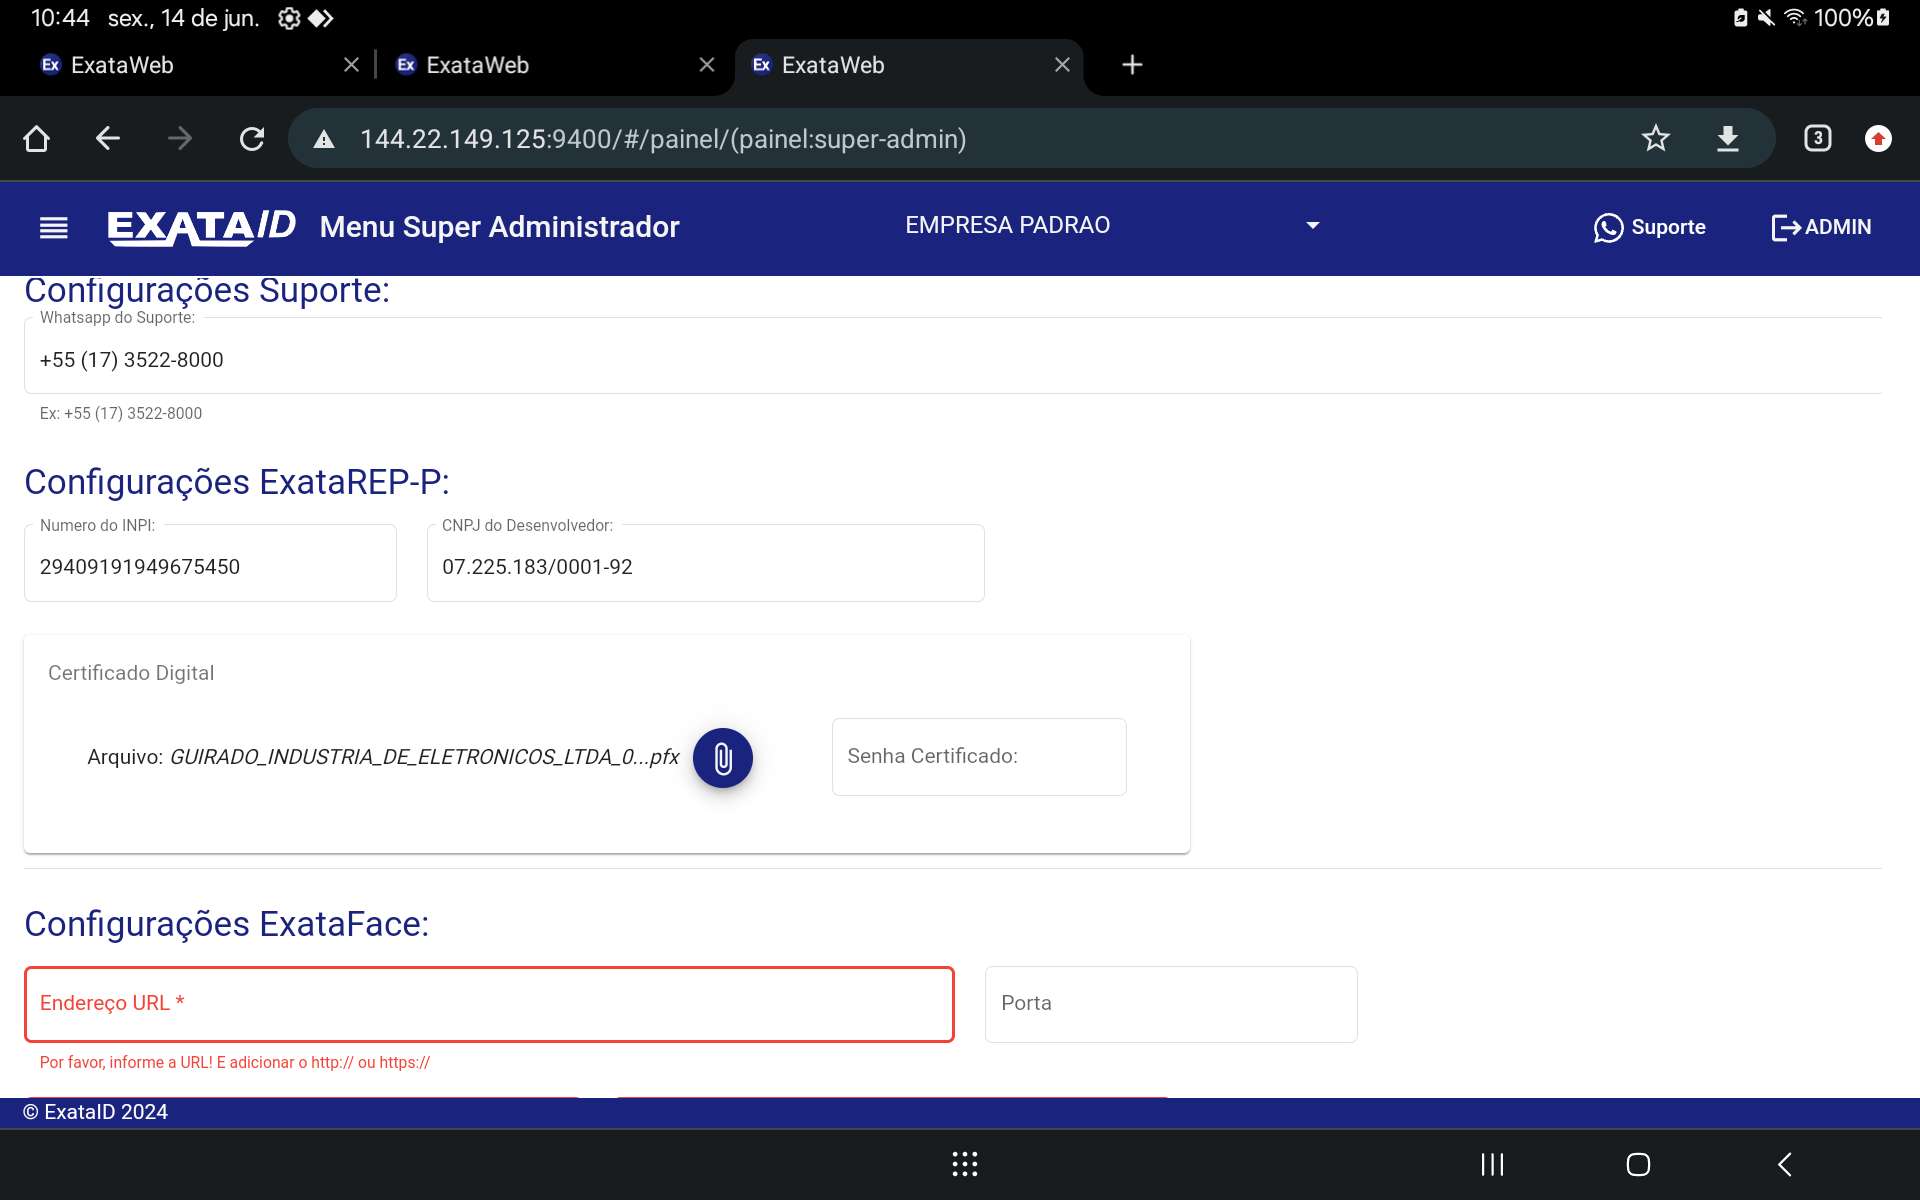 10:44 sex., 14 de jun. 100%
Ex ExataWeb Ex ExataWeb Ex ExataWeb
144.22.149.125:9400/#/painel/(painel:super-admin) 3
EXATAID Menu Super Administrador EMPRESA PADRAO Suporte ADMIN
Configurações Suporte:
Whatsapp do Suporte:
+55 (17) 3522-8000
Ex: +55 (17) 3522-8000
Configurações ExataREP-P:
Numero do INPI: CNPJ do Desenvolvedor:
29409191949675450 07.225.183/0001-92
Certificado Digital
Arquivo: GUIRADO_INDUSTRIA_DE_ELETRONICOS_LTDA_0...pfx Senha Certificado:
Configurações ExataFace:
Endereço URL * Porta
Por favor, informe a URL! E adicionar o http:// ou https://
© ExataID 2024